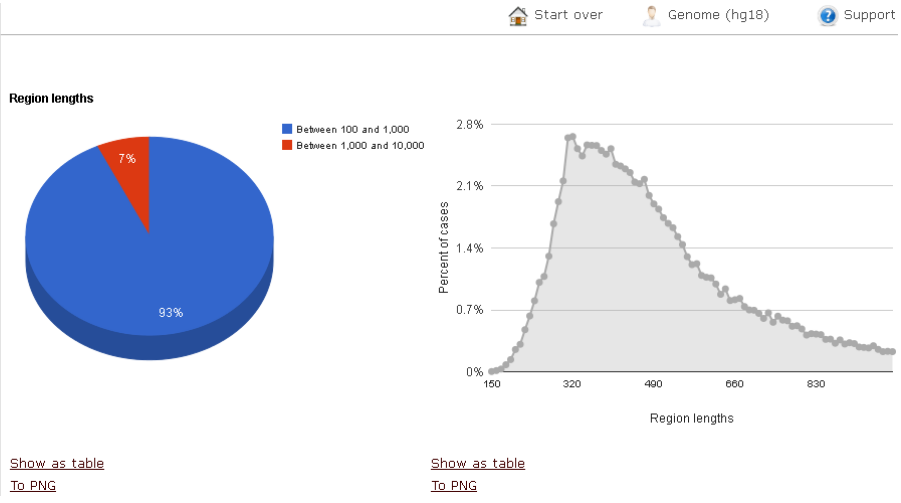 Start over
Genome (hg18)
Support
Region lengths
Between 100 and 1,000
Between 1,000 and 10,000
7%
93%
2.8%
2.1%
1.4%
0.7%
0%
Percent of cases
150
320
490
660
830
Region lengths
Show as table
To PNG
Show as table
To PNG